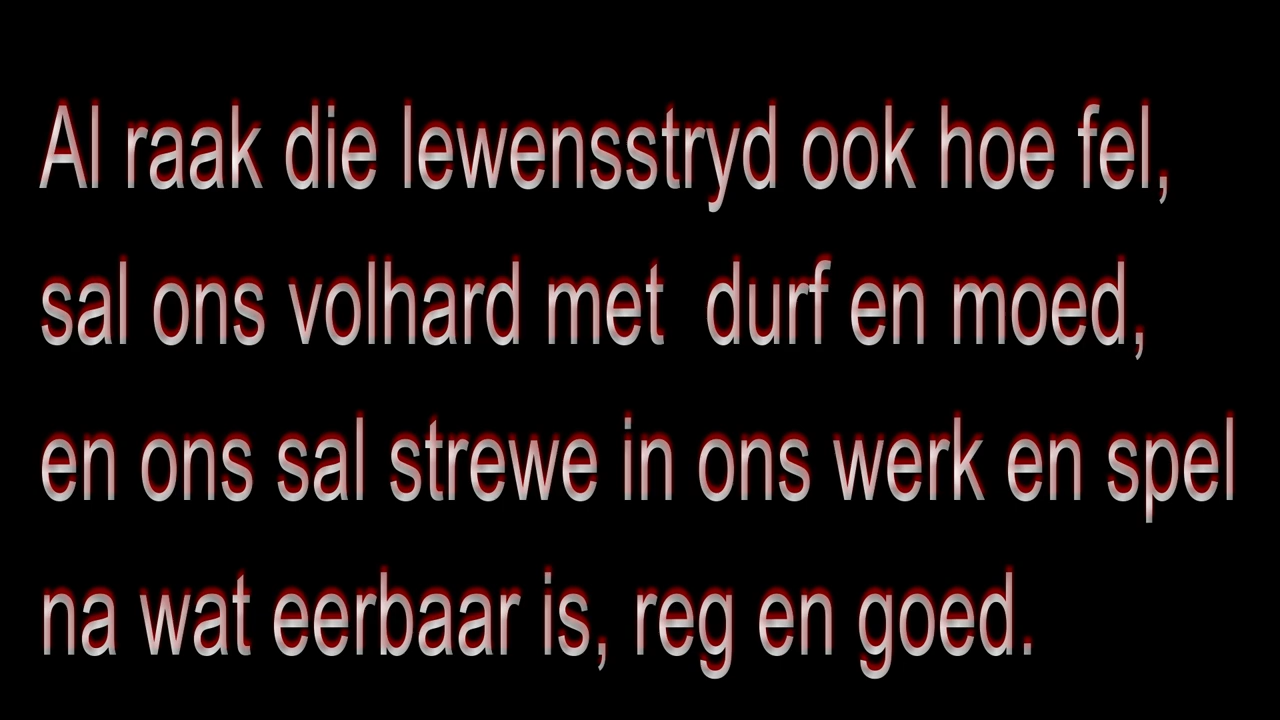 Al raak die lewensstryd ook hoe fel,
sal ons volhard met  durf en moed,
en ons sal strewe in ons werk en spel
na wat eerbaar is, reg en goed.